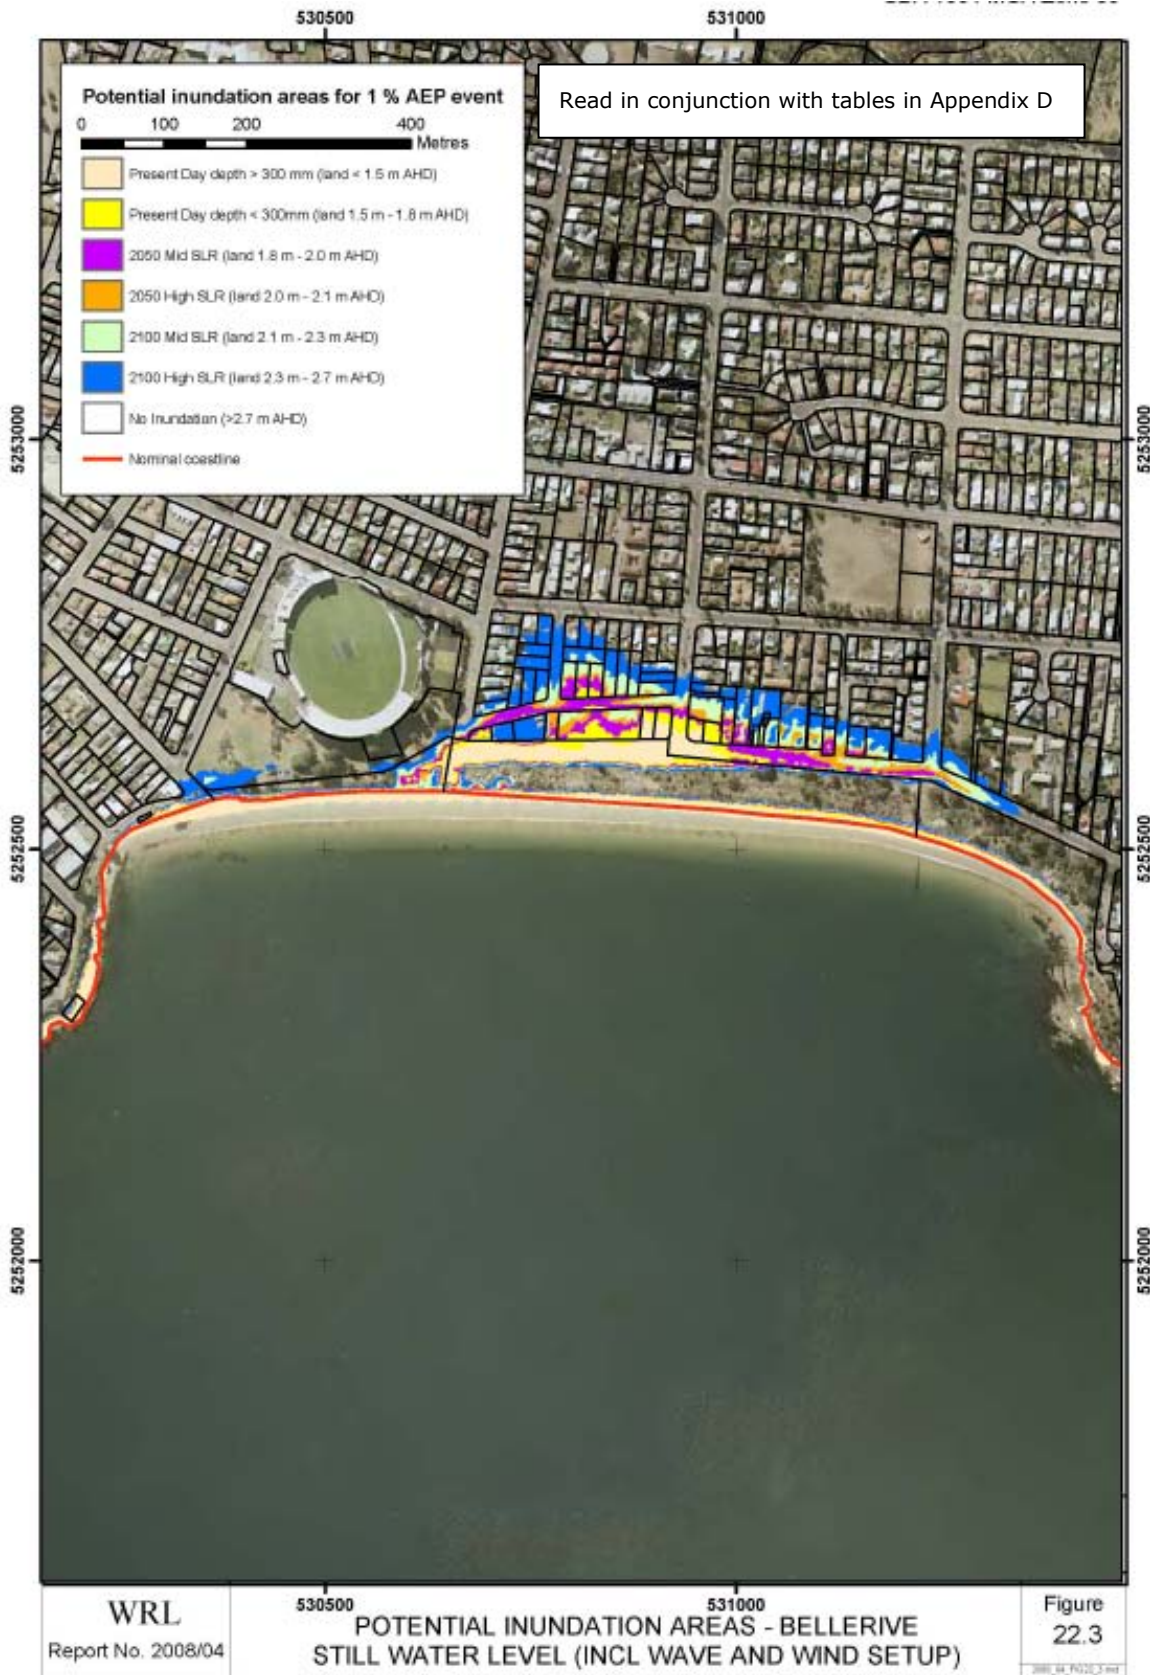 530500
531000
Potential inundation areas for 1 % AEP event
0 100 200 400
Metres
Present Day depth > 300 mm (land < 1.5 m AHD)
Present Day depth < 300mm (land 1.5 m - 1.8 m AHD)
2050 Mid SLR (land 1.8 m - 2.0 m AHD)
2050 High SLR (land 2.0 m - 2.1 m AHD)
2100 Mid SLR (land 2.1 m - 2.3 m AHD)
2100 High SLR (land 2.3 m - 2.7 m AHD)
No Inundation (>2.7 m AHD)
Nominal coastline
Read in conjunction with tables in Appendix D
5253000
5253000
5252500
5252500
5252000
5252000
530500
531000
WRL
Report No. 2008/04
POTENTIAL INUNDATION AREAS - BELLERIVE
STILL WATER LEVEL (INCL WAVE AND WIND SETUP)
Figure
22.3